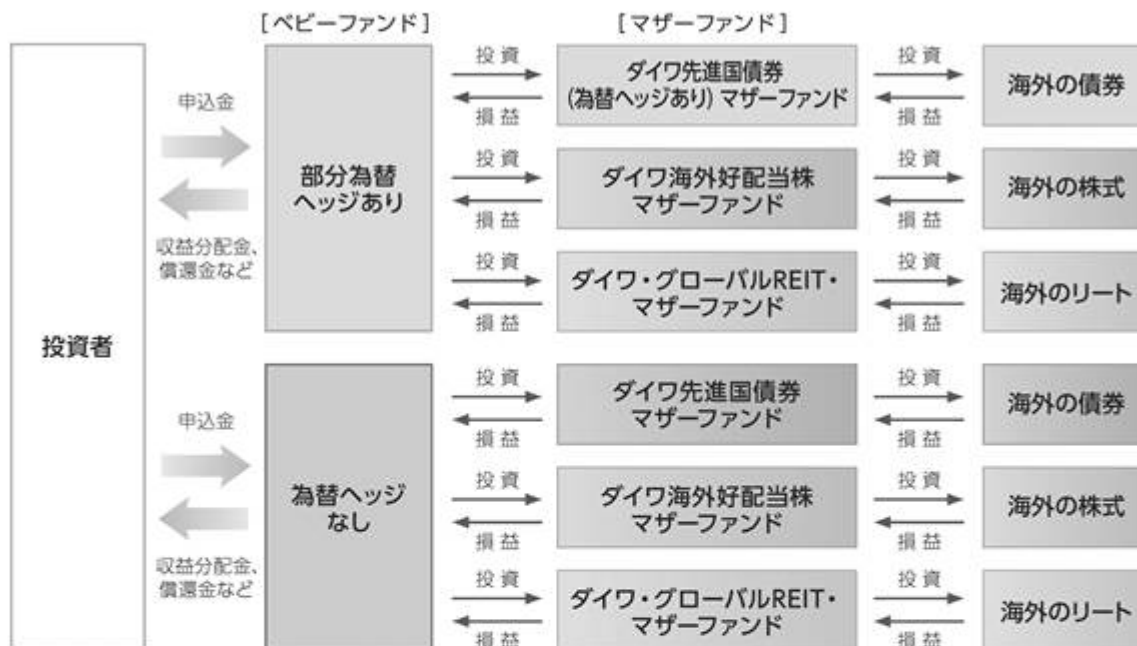 [ベビーファンド]
[マザーファンド]
投資者
申込金
収益分配金、
償還金など
部分為替
ヘッジあり
投資
損益
ダイワ先進国債券
(為替ヘッジあり) マザーファンド
投資
損益
海外の債券
投資
損益
ダイワ海外好配当株
マザーファンド
投資
損益
海外の株式
投資
損益
ダイワ・グローバルREIT・
マザーファンド
投資
損益
海外のリート
申込金
収益分配金、
償還金など
為替ヘッジ
なし
投資
損益
ダイワ先進国債券
マザーファンド
投資
損益
海外の債券
投資
損益
ダイワ海外好配当株
マザーファンド
投資
損益
海外の株式
投資
損益
ダイワ・グローバルREIT・
マザーファンド
投資
損益
海外のリート